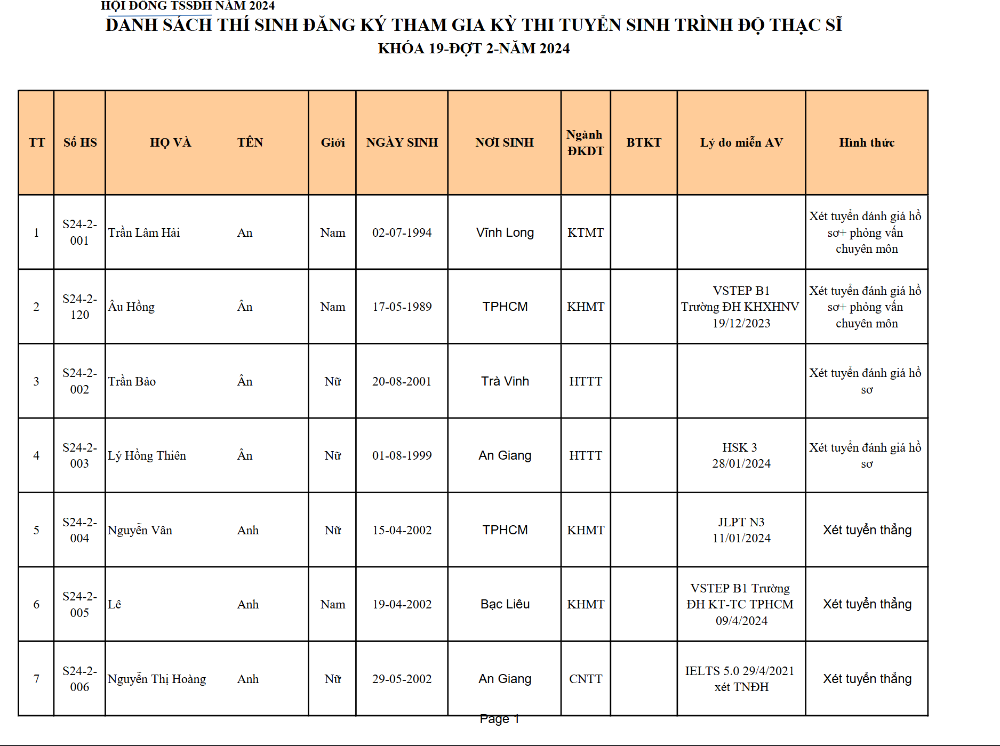 HỘI ĐỒNG TSSĐH NĂM 2024
DANH SÁCH THÍ SINH ĐĂNG KÝ THAM GIA KỲ THI TUYỂN SINH TRÌNH ĐỘ THẠC SĨ
KHÓA 19-ĐỢT 2-NĂM 2024
TT Số HS HỌ VÀ TÊN Giới NGÀY SINH NƠI SINH Ngành ĐKDT BTKT Lý do miễn AV Hình thức
1 S24-2-001 Trần Lâm Hải An Nam 02-07-1994 Vĩnh Long KTMT Xét tuyển đánh giá hồ sơ+ phỏng vấn chuyên môn
2 S24-2-120 Âu Hồng Ân Nam 17-05-1989 TPHCM KHMT VSTEP B1 Trường ĐH KHXHNV 19/12/2023 Xét tuyển đánh giá hồ sơ+ phỏng vấn chuyên môn
3 S24-2-002 Trần Bảo Ân Nữ 20-08-2001 Trà Vinh HTTT Xét tuyển đánh giá hồ sơ
4 S24-2-003 Lý Hồng Thiên Ân Nữ 01-08-1999 An Giang HTTT HSK 3 28/01/2024 Xét tuyển đánh giá hồ sơ
5 S24-2-004 Nguyễn Vân Anh Nữ 15-04-2002 TPHCM KHMT JLPT N3 11/01/2024 Xét tuyển thẳng
6 S24-2-005 Lê Anh Nam 19-04-2002 Bạc Liêu KHMT VSTEP B1 Trường ĐH KT-TC TPHCM 09/4/2024 Xét tuyển thẳng
7 S24-2-006 Nguyễn Thị Hoàng Anh Nữ 29-05-2002 An Giang CNTT IELTS 5.0 29/4/2021 xét TNĐH Xét tuyển thẳng
Page 1